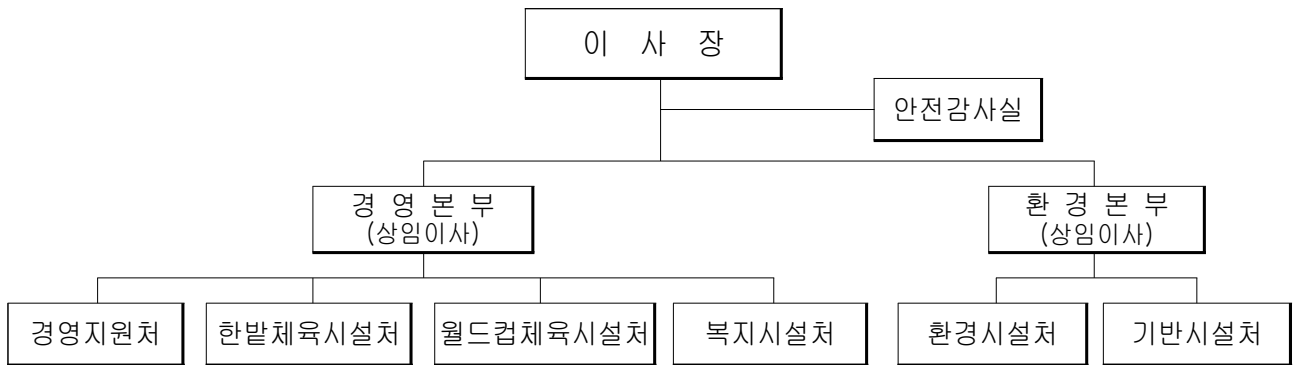 이 사 장
안전감사실
경 영 본 부
(상임이사)
환 경 본 부
(상임이사)
경영지원처
한밭체육시설처
월드컵체육시설처
복지시설처
환경시설처
기반시설처